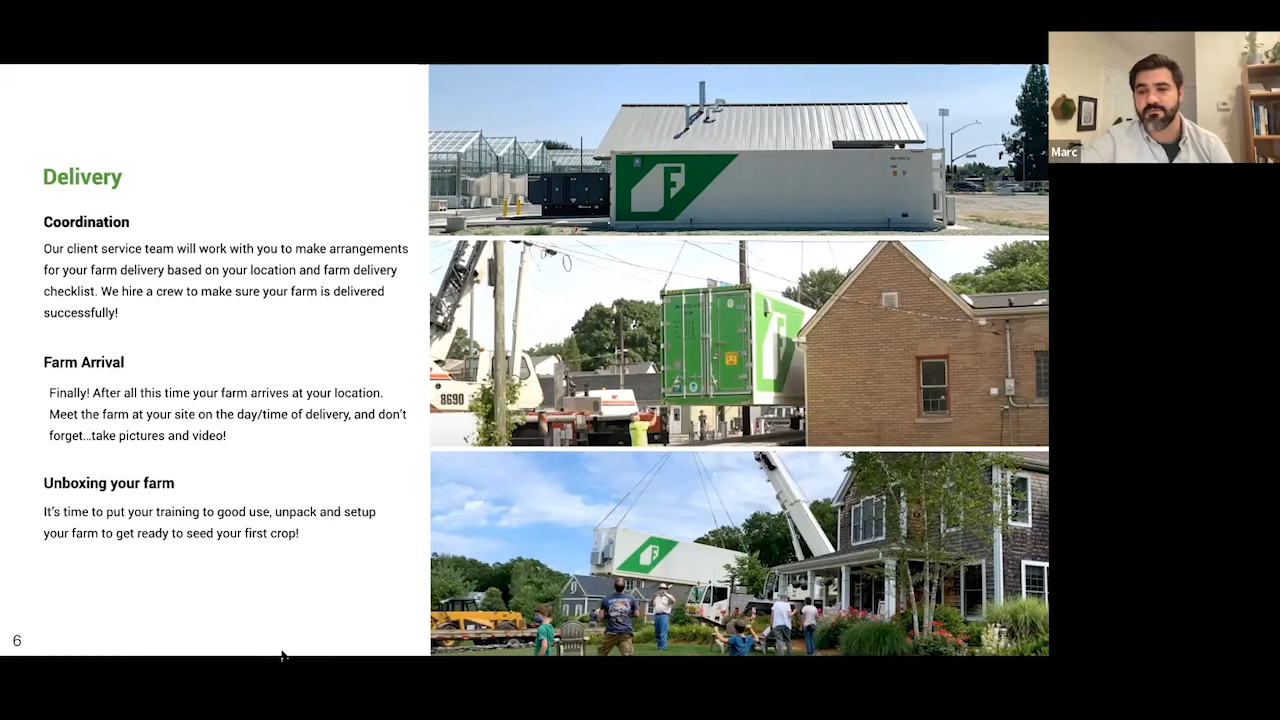 Delivery
Coordination
Our client service team will work with you to make arrangements
for your farm delivery based on your location and farm delivery
checklist. We hire a crew to make sure your farm is delivered
successfully!
Farm Arrival
Finally! After all this time your farm arrives at your location.
Meet the farm at your site on the day/time of delivery, and don't
forget...take pictures and video!
Unboxing your farm
It's time to put your training to good use, unpack and setup
your farm to get ready to seed your first crop!
6
F
8690
Marc